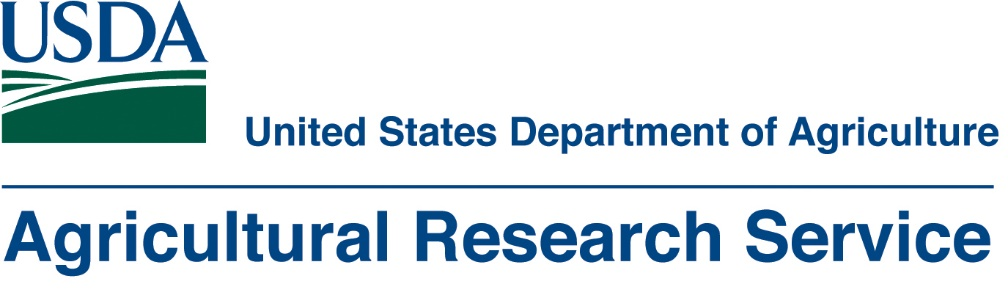 USDA
United States Department of Agriculture
Agricultural Research Service